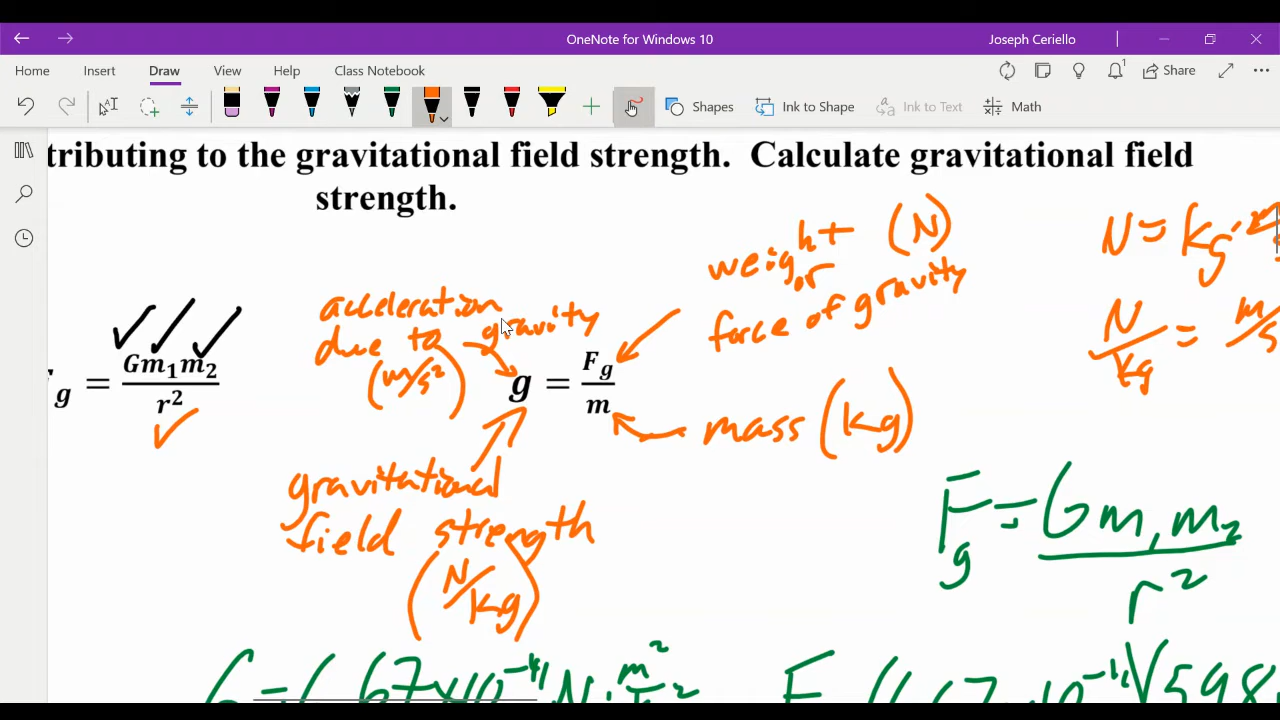 OneNote for Windows 10
Joseph Ceriello
Home Insert Draw View Help Class Notebook
Share
Shapes Ink to Shape Ink to Text Math
tributing to the gravitational field strength. Calculate gravitational field
strength.
weight (N)
or
force of gravity
N = kg·
N/kg = m/s
acceleration
due to gravity
(m/s²)
g = Gm₁m₂/r²
g = F_g/m
mass (kg)
gravitational
field strength
(N/kg)
F_g = Gm₁m₂/r²